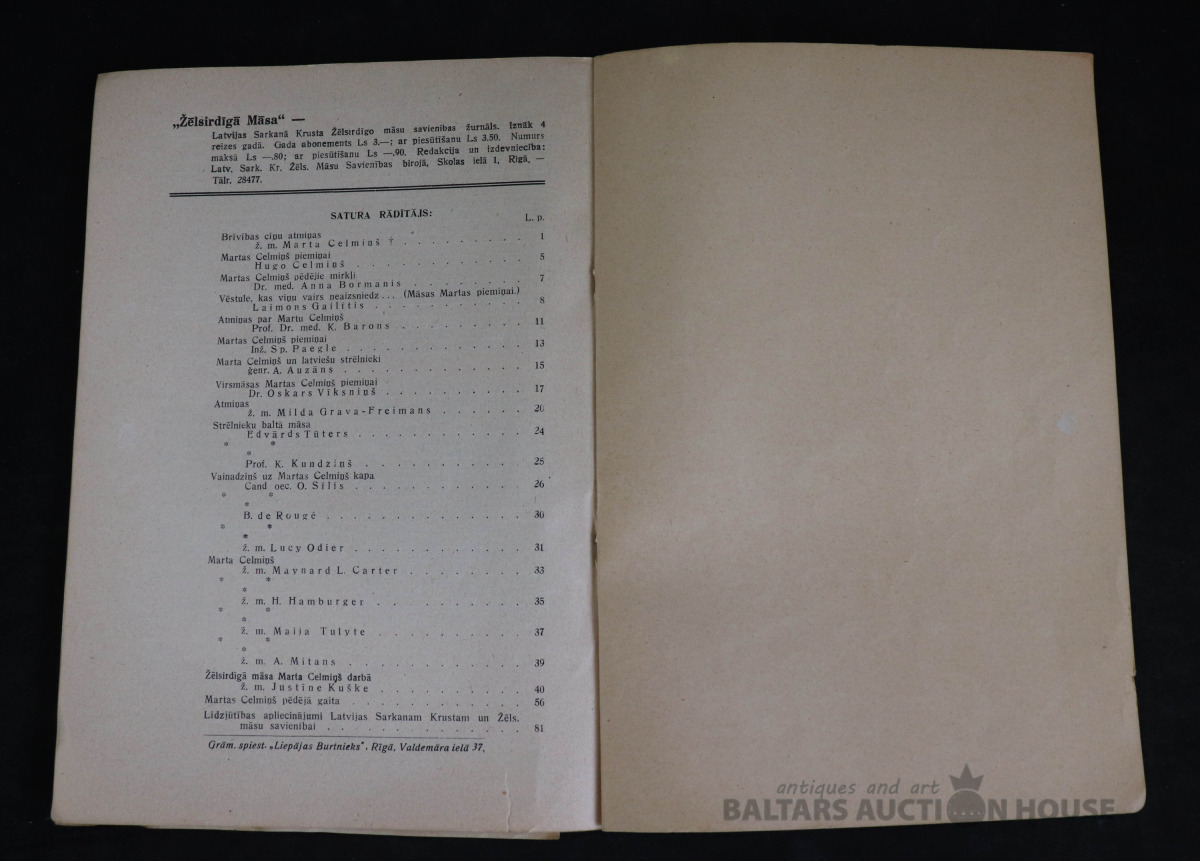 „Žēlsirdīgā Māsa“ —
Latvijas Sarkanā Krusta Žēlsirdīgo māsu savienības žurnāls. Iznāk 4
reizes gadā. Gada abonements Ls 3.—; ar piesūtīšanu Ls 3.50. Numurs
maksā Ls —.80; ar piesūtīšanu Ls —.90. Redakcija un izdevniecība:
Latv. Sark. Kr. Žēls. Māsu Savienības birojā, Skolas ielā 1, Rīgā, —
Tālr. 28477.
SATURA RĀDĪTĀJS:
L. p.
Brīvības cīņu atmiņas
ž. m. Marta Celmiņš † . . . . . . . . . 1
Martas Celmiņš piemiņai
Hugo Celmiņš . . . . . . . . . . . 5
Martas Celmiņš pēdējie mirkļi
Dr. med. Anna Bormanis . . . . . . . . 7
Vēstule, kas viņu vairs neaizsniedz... (Māsas Martas piemiņai.)
Laimons Gailītis . . . . . . . . . . 8
Atmiņas par Martu Celmiņš
Prof. Dr. med. K. Barons . . . . . . . . 11
Martas Celmiņš piemiņai
Inž. Sp. Paegle . . . . . . . . . . . 13
Marta Celmiņš un latviešu strēlnieki
ģenr. A. Auzāns . . . . . . . . . . . 15
Virsmāsas Martas Celmiņš piemiņai
Dr. Oskars Vīksniņš . . . . . . . . . 17
Atmiņas
ž. m. Milda Grava-Freimans . . . . . . 20
Strēlnieku baltā māsa
Edvārds Tūters . . . . . . . . . . . 24
* *
*
Prof. K. Kundziņš . . . . . . . . . . 25
Vainadziņš uz Martas Celmiņš kapa
Cand oec. O. Silis . . . . . . . . . . . 26
* *
*
B. de Rougé . . . . . . . . . . . . . 30
* *
*
ž. m. Lucy Odier . . . . . . . . . . . 31
Marta Celmiņš
ž. m. Maynard L. Carter . . . . . . . . 33
* *
*
ž. m. H. Hamburger . . . . . . . . . 35
* *
*
ž. m. Maija Tulyte . . . . . . . . . . 37
* *
*
ž. m. A. Mitans . . . . . . . . . . . 39
Žēlsirdīgā māsa Marta Celmiņš darbā
ž. m. Justīne Kuške . . . . . . . . . 40
Martas Celmiņš pēdējā gaita . . . . . . . . . . . 56
Līdzjūtības apliecinājumi Latvijas Sarkanam Krustam un Žēls.
māsu savienībai . . . . . . . . . . . . 81
Grām. spiest. „Liepājas Burtnieks“, Rīgā, Valdemāra ielā 37.
antiques and art
BALTARS AUCTION HOUSE